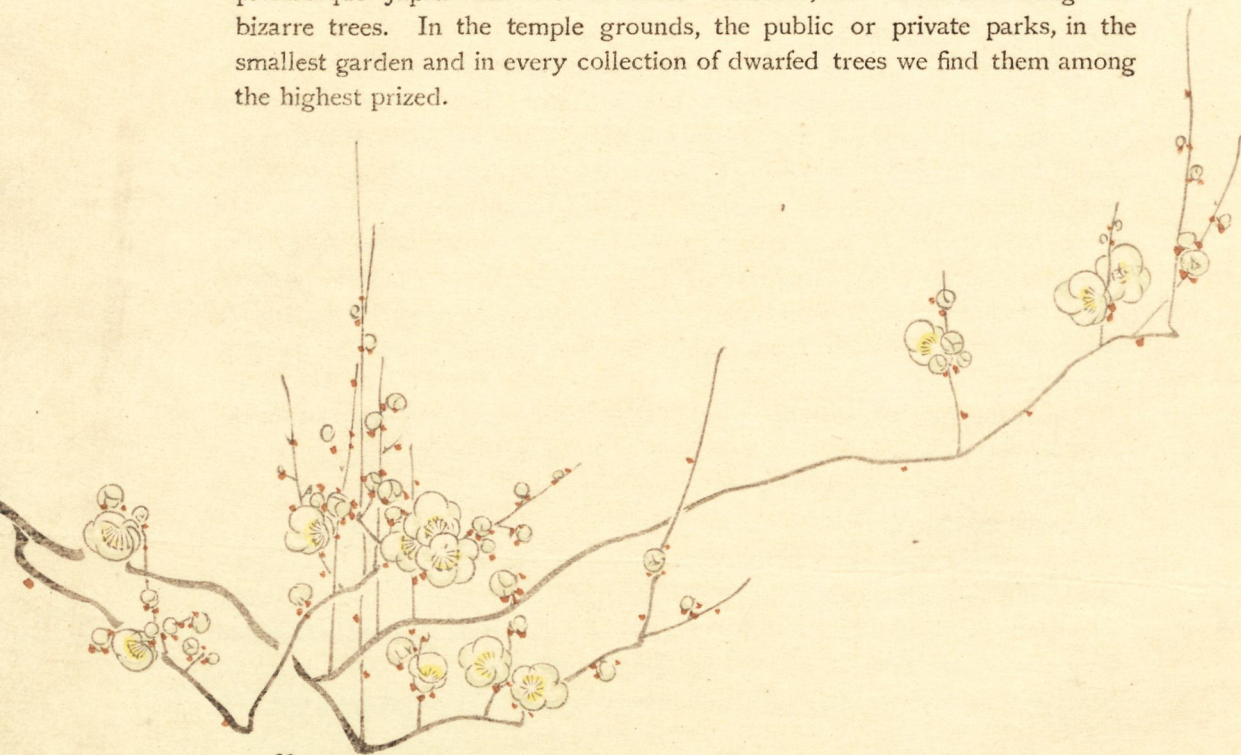 bizarre trees. In the temple grounds, the public or private parks, in the
smallest garden and in every collection of dwarfed trees we find them among
the highest prized.